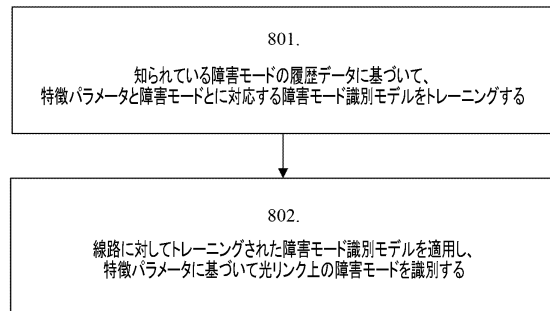 801.
知られている障害モードの履歴データに基づいて、
特徴パラメータと障害モードとに対応する障害モード識別モデルをトレーニングする
802.
線路に対してトレーニングされた障害モード識別モデルを適用し、
特徴パラメータに基づいて光リンク上の障害モードを識別する